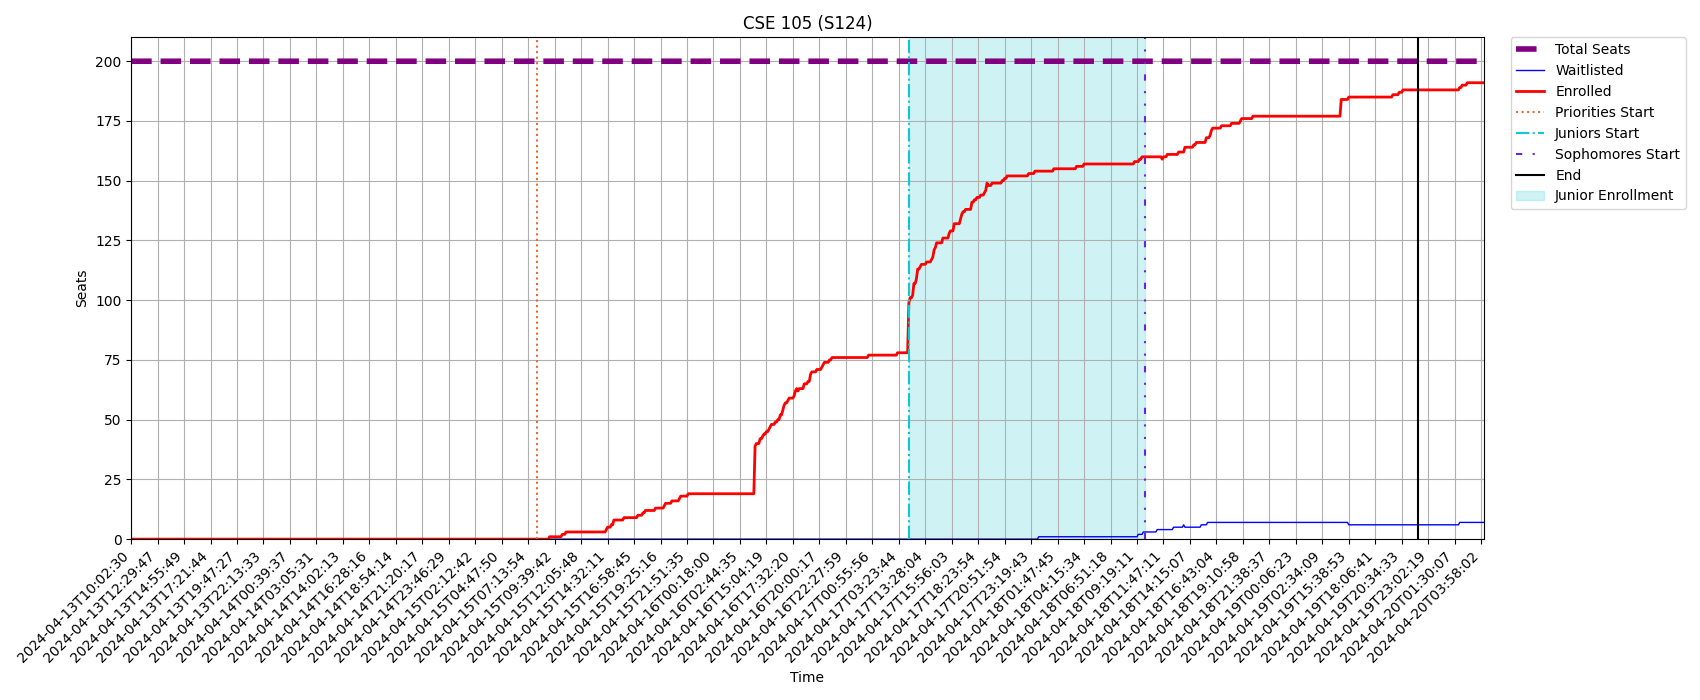 CSE 105 (S124)
Total Seats
Waitlisted
Enrolled
Priorities Start
Juniors Start
Sophomores Start
End
Junior Enrollment
Seats
200
175
150
125
100
75
50
25
0
2024-04-13T10:02:30
2024-04-13T12:29:47
2024-04-13T14:55:49
2024-04-13T17:21:44
2024-04-13T19:47:27
2024-04-13T22:13:33
2024-04-14T00:39:37
2024-04-14T03:05:31
2024-04-14T14:02:13
2024-04-14T16:28:16
2024-04-14T18:54:14
2024-04-14T21:20:17
2024-04-14T23:46:29
2024-04-15T02:12:42
2024-04-15T04:47:50
2024-04-15T07:13:54
2024-04-15T09:39:42
2024-04-15T12:05:48
2024-04-15T14:32:11
2024-04-15T16:58:45
2024-04-15T19:25:16
2024-04-15T21:51:35
2024-04-16T00:18:00
2024-04-16T02:44:35
2024-04-16T15:04:19
2024-04-16T17:32:20
2024-04-16T20:00:17
2024-04-16T22:27:59
2024-04-17T00:55:56
2024-04-17T03:23:44
2024-04-17T13:28:04
2024-04-17T15:56:03
2024-04-17T18:23:54
2024-04-17T20:51:54
2024-04-17T23:19:43
2024-04-18T01:47:45
2024-04-18T04:15:34
2024-04-18T06:51:18
2024-04-18T09:19:11
2024-04-18T11:47:11
2024-04-18T14:15:07
2024-04-18T16:43:04
2024-04-18T19:10:58
2024-04-18T21:38:37
2024-04-19T00:06:23
2024-04-19T02:34:09
2024-04-19T15:38:53
2024-04-19T18:06:41
2024-04-19T20:34:33
2024-04-19T23:02:19
2024-04-20T01:30:07
2024-04-20T03:58:02
Time